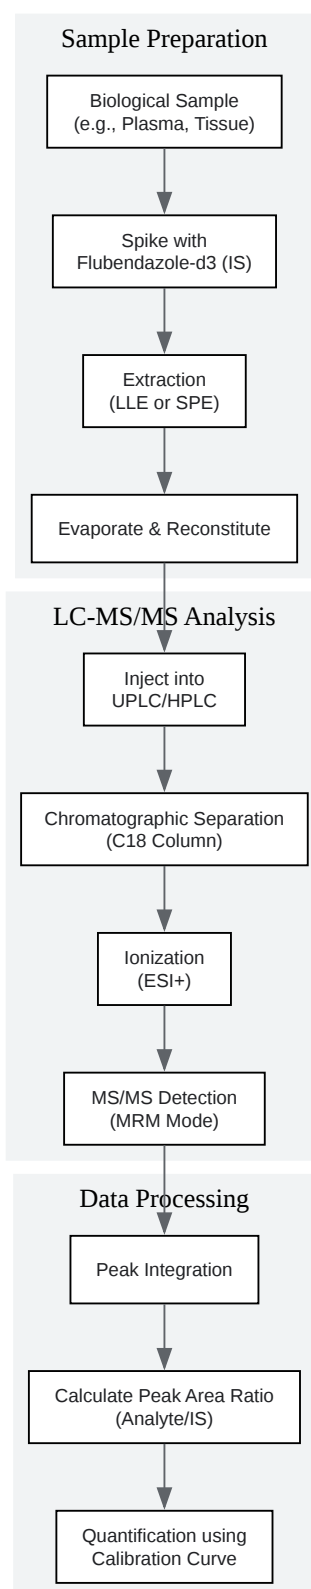 Sample Preparation
Biological Sample
(e.g., Plasma, Tissue)
Spike with
Flubendazole-d3 (IS)
Extraction
(LLE or SPE)
Evaporate & Reconstitute
LC-MS/MS Analysis
Inject into
UPLC/HPLC
Chromatographic Separation
(C18 Column)
Ionization
(ESI+)
MS/MS Detection
(MRM Mode)
Data Processing
Peak Integration
Calculate Peak Area Ratio
(Analyte/IS)
Quantification using
Calibration Curve